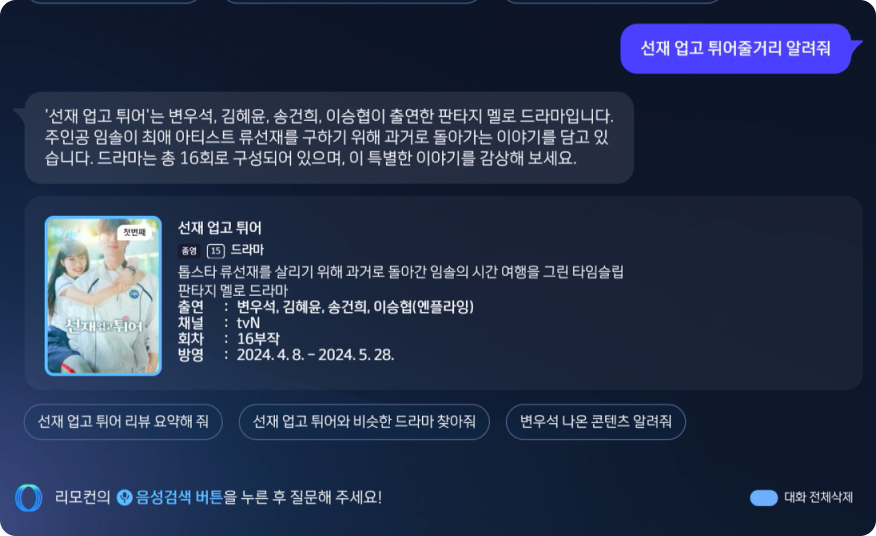 선재 업고 튀어줄거리 알려줘
'선재 업고 튀어'는 변우석, 김혜윤, 송건희, 이승협이 출연한 판타지 멜로 드라마입니다.
주인공 임솔이 최애 아티스트 류선재를 구하기 위해 과거로 돌아가는 이야기를 담고 있
습니다. 드라마는 총 16회로 구성되어 있으며, 이 특별한 이야기를 감상해 보세요.
첫번째
선재 업고 튀어
선재 업고 튀어
종영 15 드라마
톱스타 류선재를 살리기 위해 과거로 돌아간 임솔의 시간 여행을 그린 타임슬립
판타지 멜로 드라마
출연 : 변우석, 김혜윤, 송건희, 이승협(엔플라잉)
채널 : tvN
회차 : 16부작
방영 : 2024. 4. 8. – 2024. 5. 28.
선재 업고 튀어 리뷰 요약해 줘
선재 업고 튀어와 비슷한 드라마 찾아줘
변우석 나온 콘텐츠 알려줘
리모컨의 음성검색 버튼을 누른 후 질문해 주세요!
대화 전체삭제